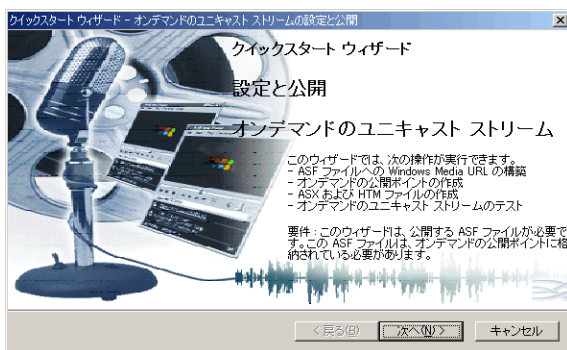 クイックスタート ウィザード - オンデマンドのユニキャスト ストリームの設定と公開
クイックスタート ウィザード
設定と公開
オンデマンドのユニキャスト ストリーム
このウィザードでは、次の操作が実行できます。
- ASF ファイルへの Windows Media URL の構築
- オンデマンドの公開ポイントの作成
- ASX および HTM ファイルの作成
- オンデマンドのユニキャスト ストリームのテスト
要件 : このウィザードは、公開する ASF ファイルが必要で
す。この ASF ファイルは、オンデマンドの公開ポイントに格
納されている必要があります。
< 戻る(B)
次へ(N) >
キャンセル